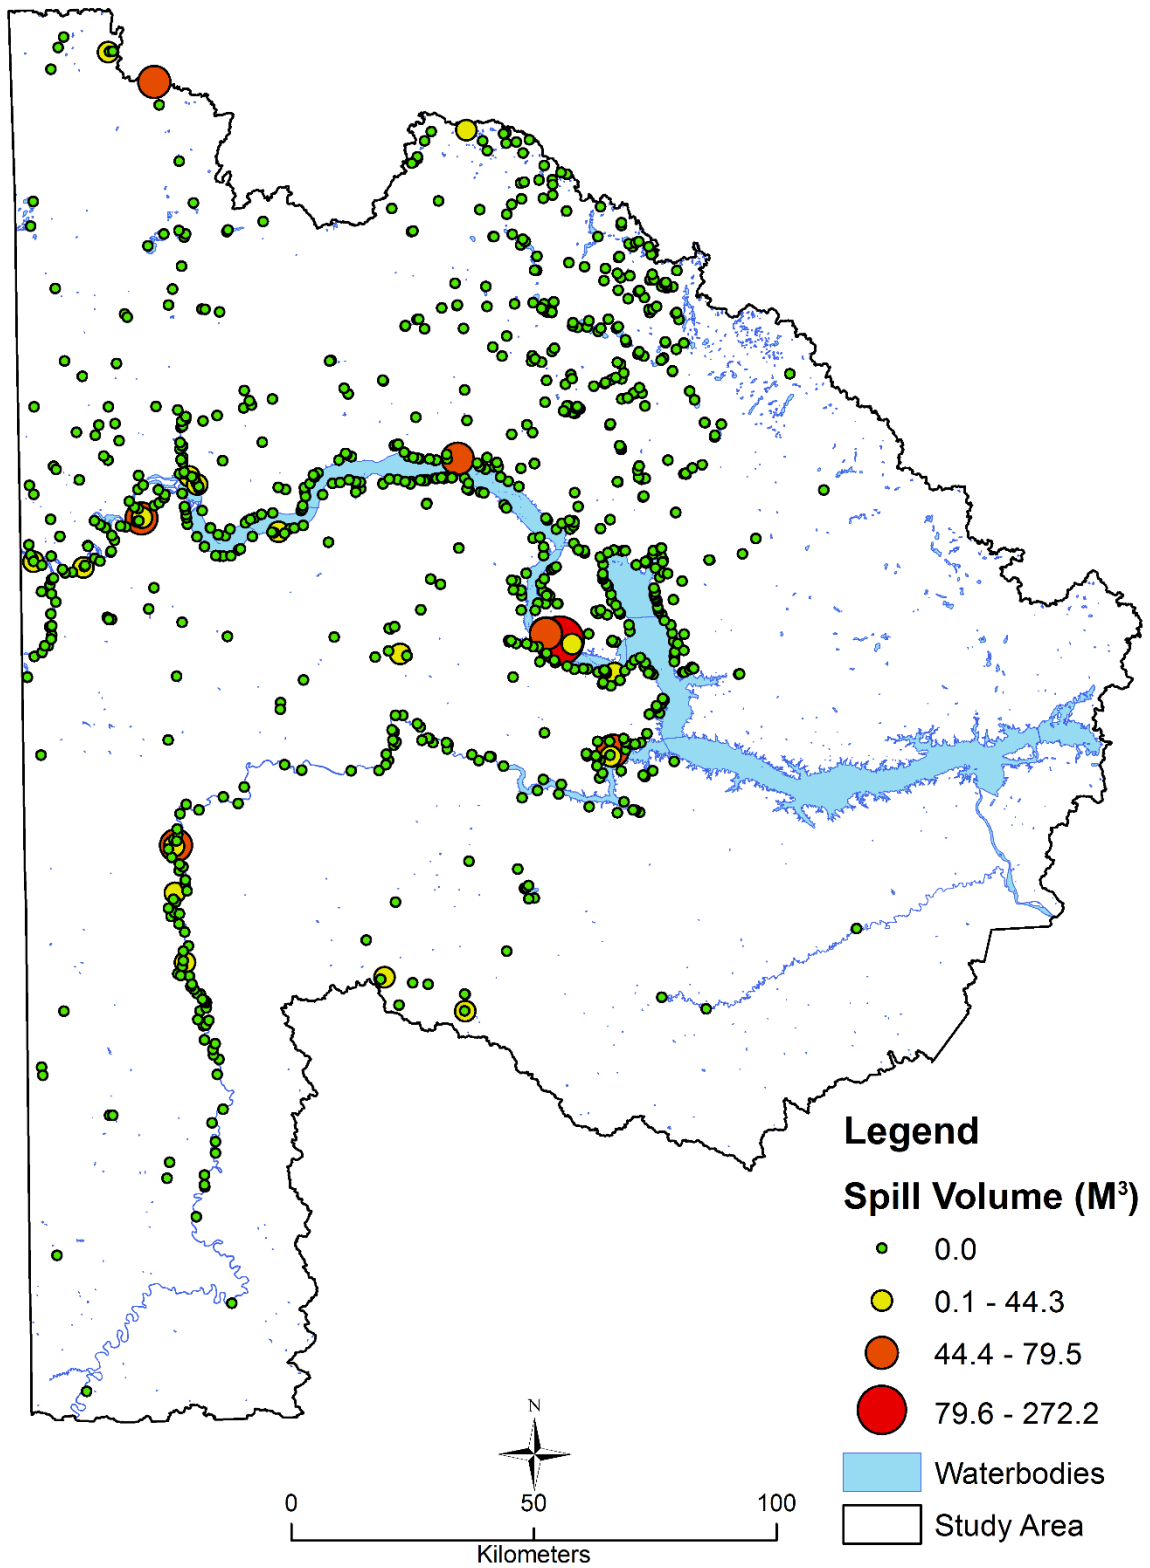 Legend
Spill Volume (M³)
0.0
0.1 - 44.3
44.4 - 79.5
79.6 - 272.2
Waterbodies
Study Area
N
0 50 100
Kilometers